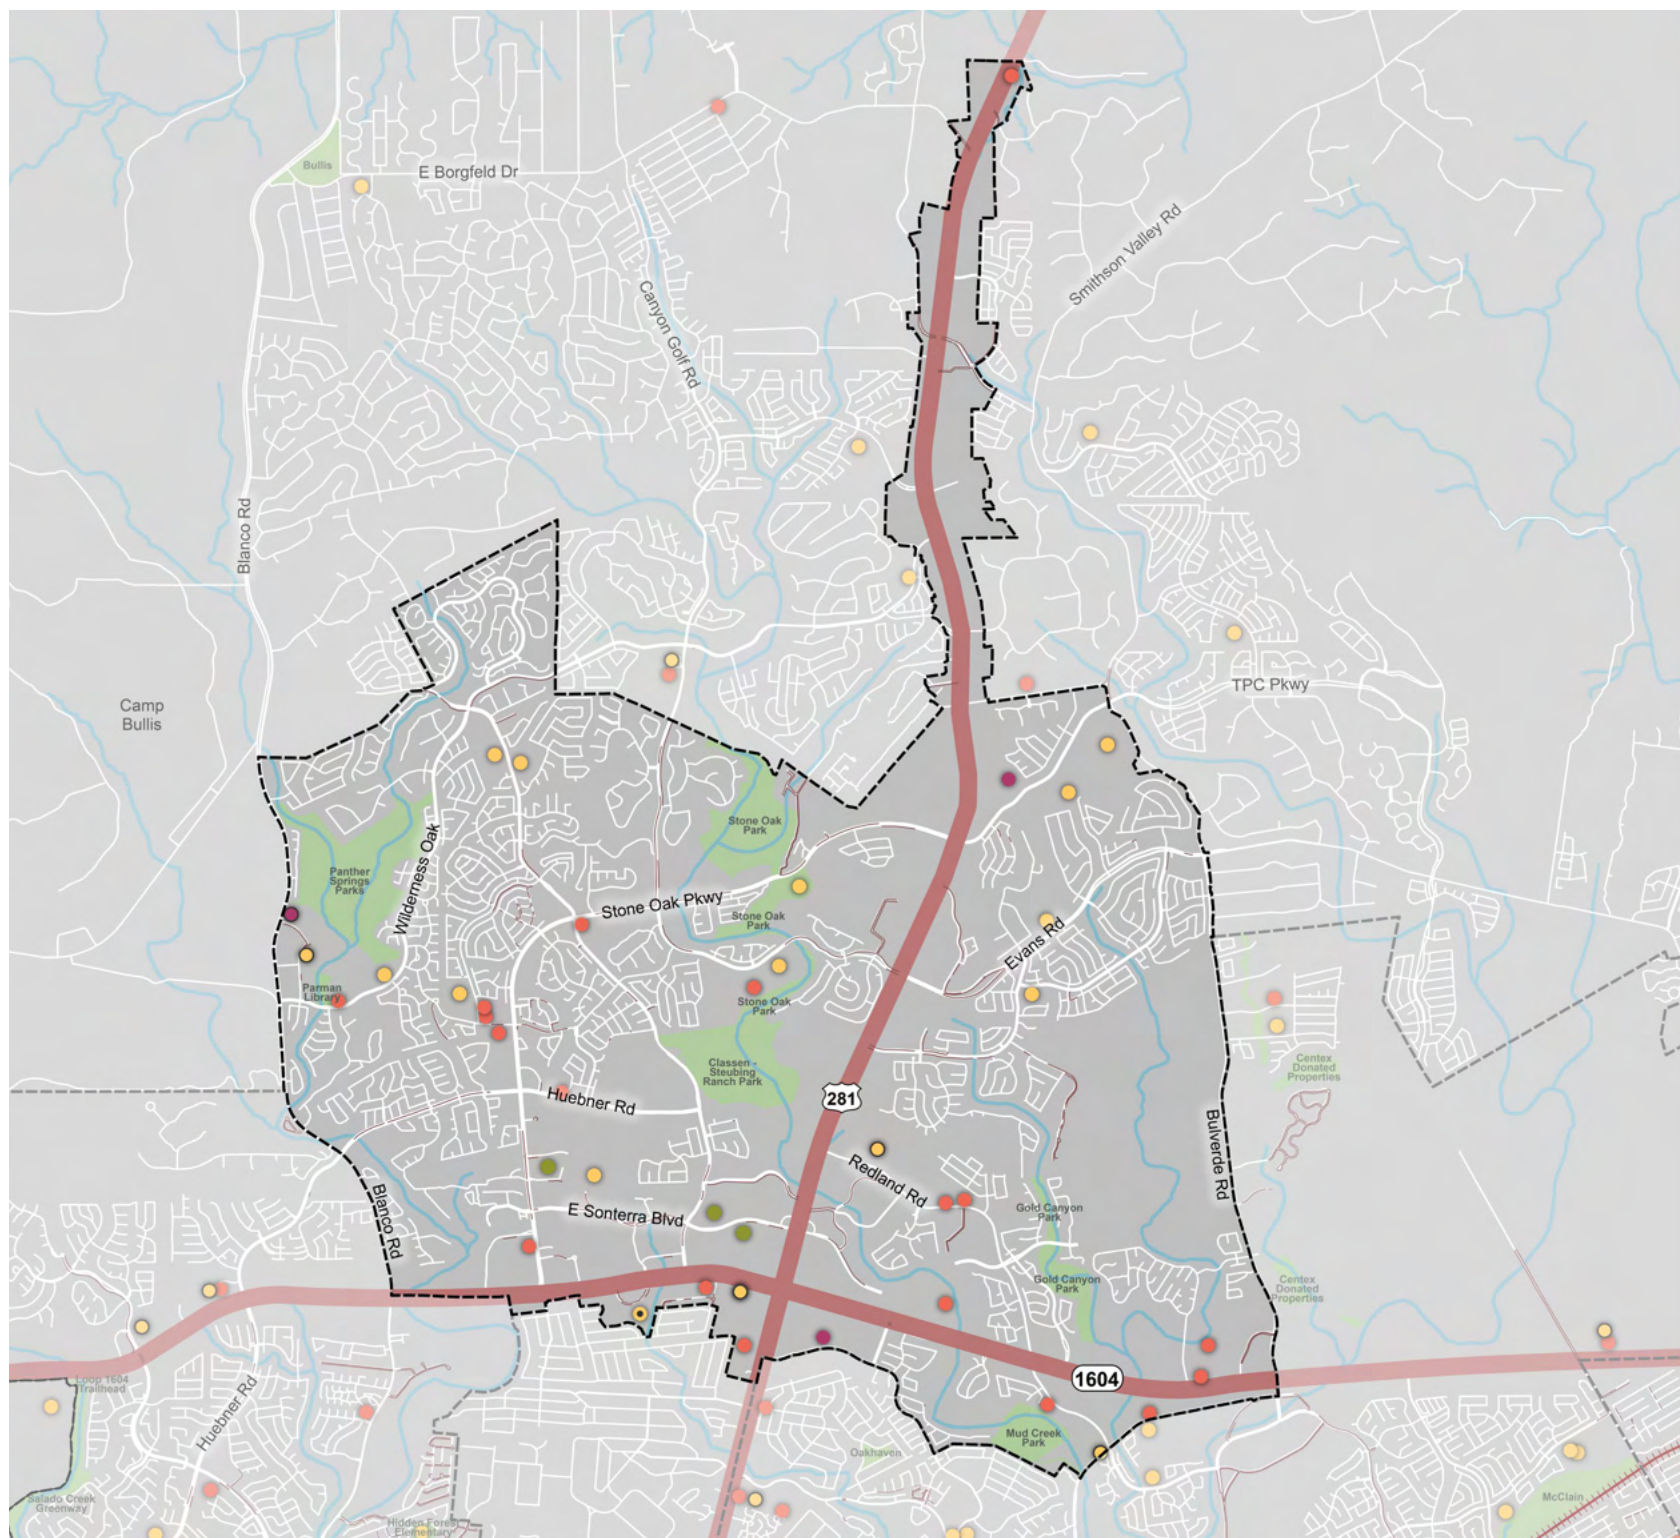 Bullis
E Borgfeld Dr
Smithson Valley Rd
Canyon Golf Rd
Blanco Rd
Camp
Bullis
TPC Pkwy
Stone Oak
Park
Wilderness Oak
Panther
Springs
Parks
Stone Oak Pkwy
Stone Oak
Park
Evans Rd
Parman
Library
Stone Oak
Park
Classen -
Steubing
Ranch Park
Centex
Donated
Properties
281
Huebner Rd
Bulverde Rd
Redland Rd
Blanco Rd
E Sonterra Blvd
Gold Canyon
Park
Gold Canyon
Park
Centex
Donated
Properties
1604
Loop 1604
Trailhead
Huebner Rd
Mud Creek
Park
Oakhaven
Salado Creek
Greenway
McClain
Hidden Forest
Elementary